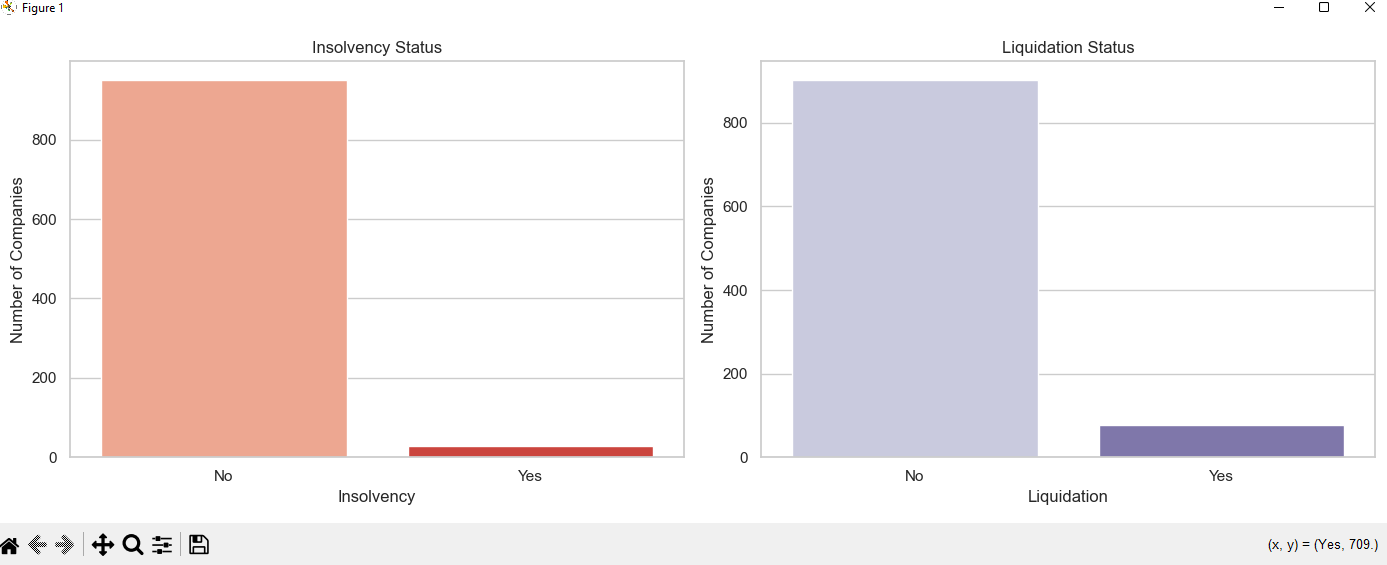 Figure 1
Insolvency Status
Number of Companies
800
600
400
200
0
No Yes
Insolvency
Liquidation Status
Number of Companies
800
600
400
200
0
No Yes
Liquidation
(x, y) = (Yes, 709.)